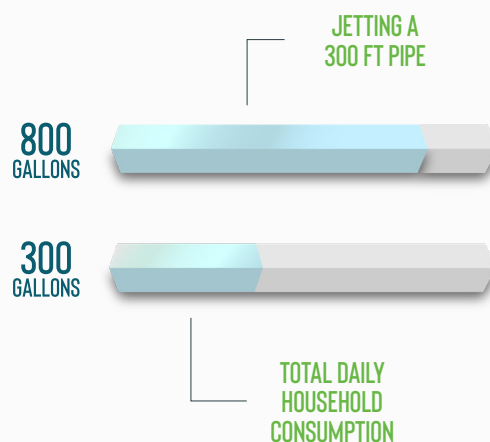 JETTING A
300 FT PIPE
800
GALLONS
300
GALLONS
TOTAL DAILY
HOUSEHOLD
CONSUMPTION